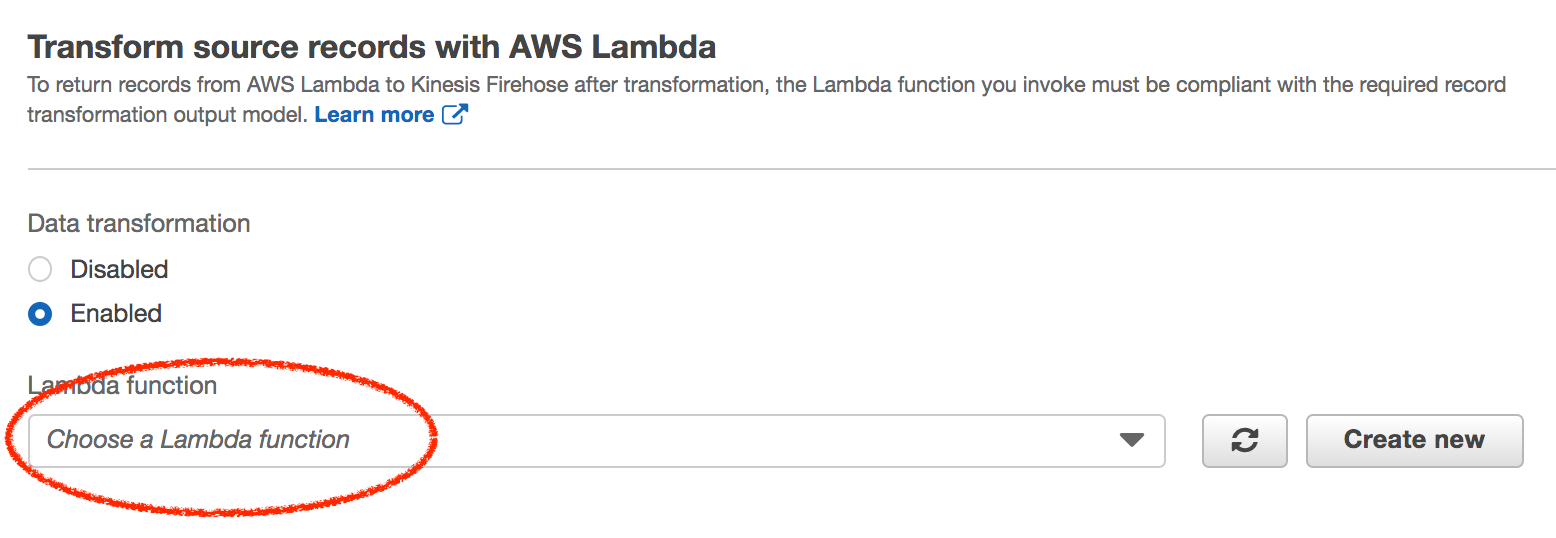 Transform source records with AWS Lambda
To return records from AWS Lambda to Kinesis Firehose after transformation, the Lambda function you invoke must be compliant with the required record
transformation output model. Learn more
Data transformation
Disabled
Enabled
Lambda function
Choose a Lambda function
Create new